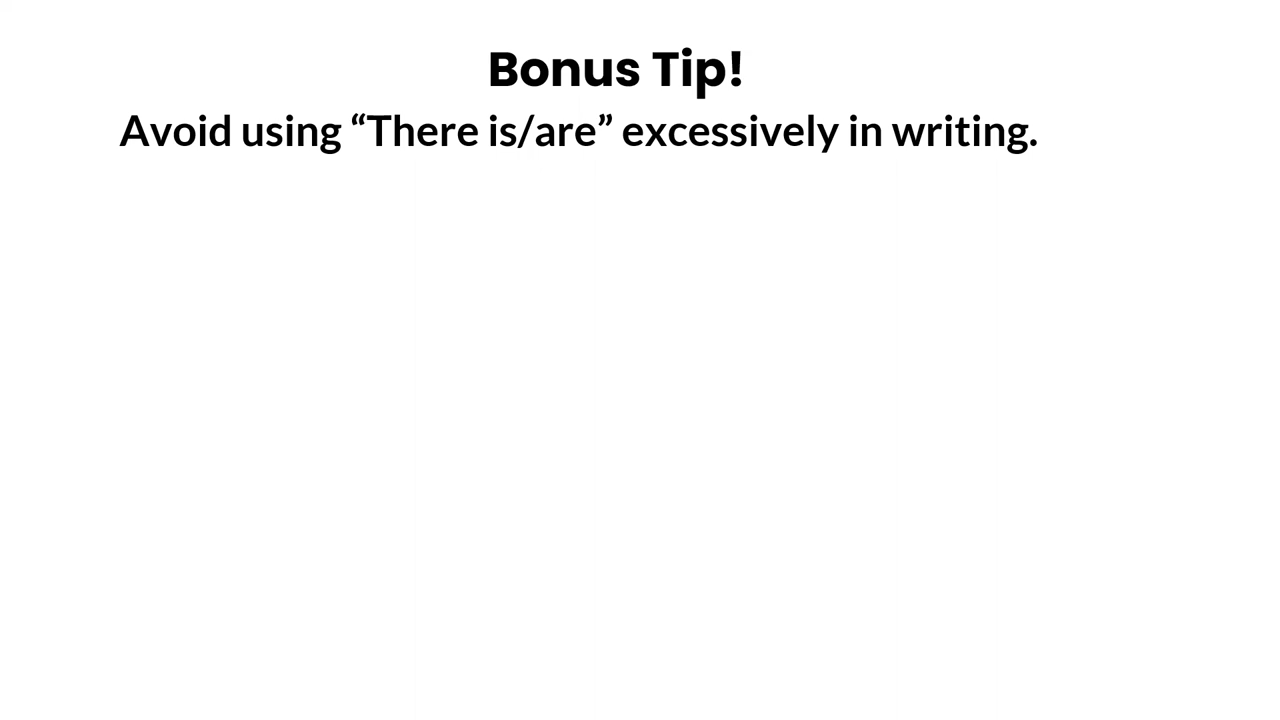 Bonus Tip!
Avoid using “There is/are” excessively in writing.